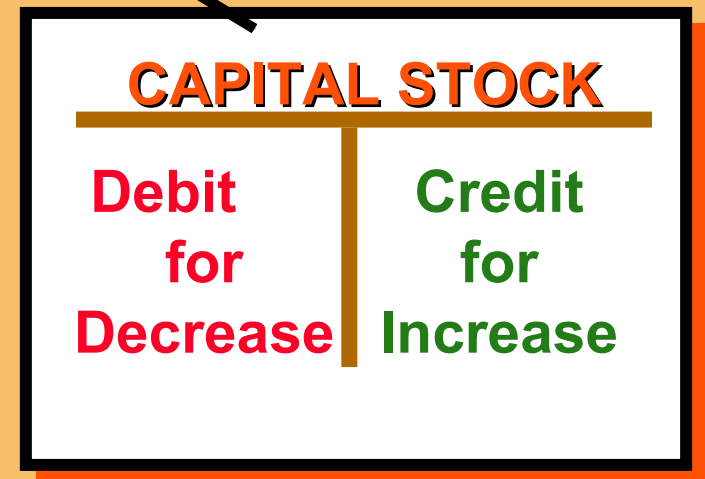 CAPITAL STOCK
Debit
for
Decrease
Credit
for
Increase